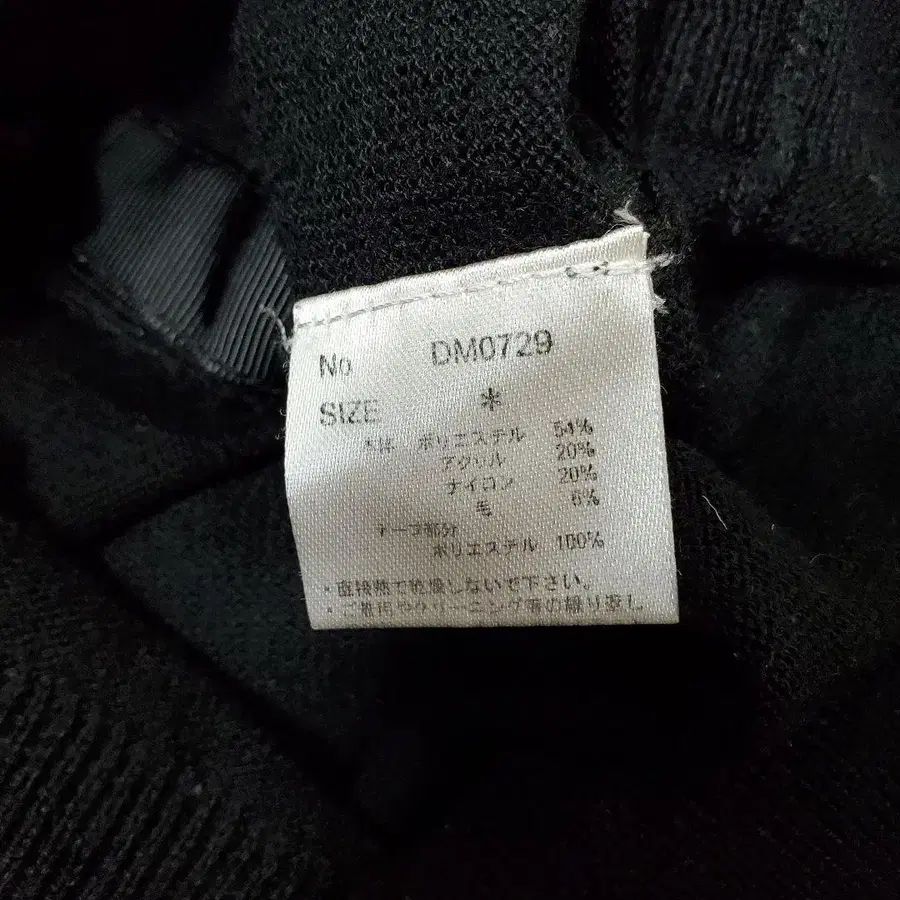 No DM0729
SIZE *
本体 ポリエステル 54%
アクリル 20%
ナイロン 20%
毛 6%
テープ部分
ポリエステル 100%
・直接熱で乾燥しないで下さい。
・ご着用やクリーニング等の繰り返し